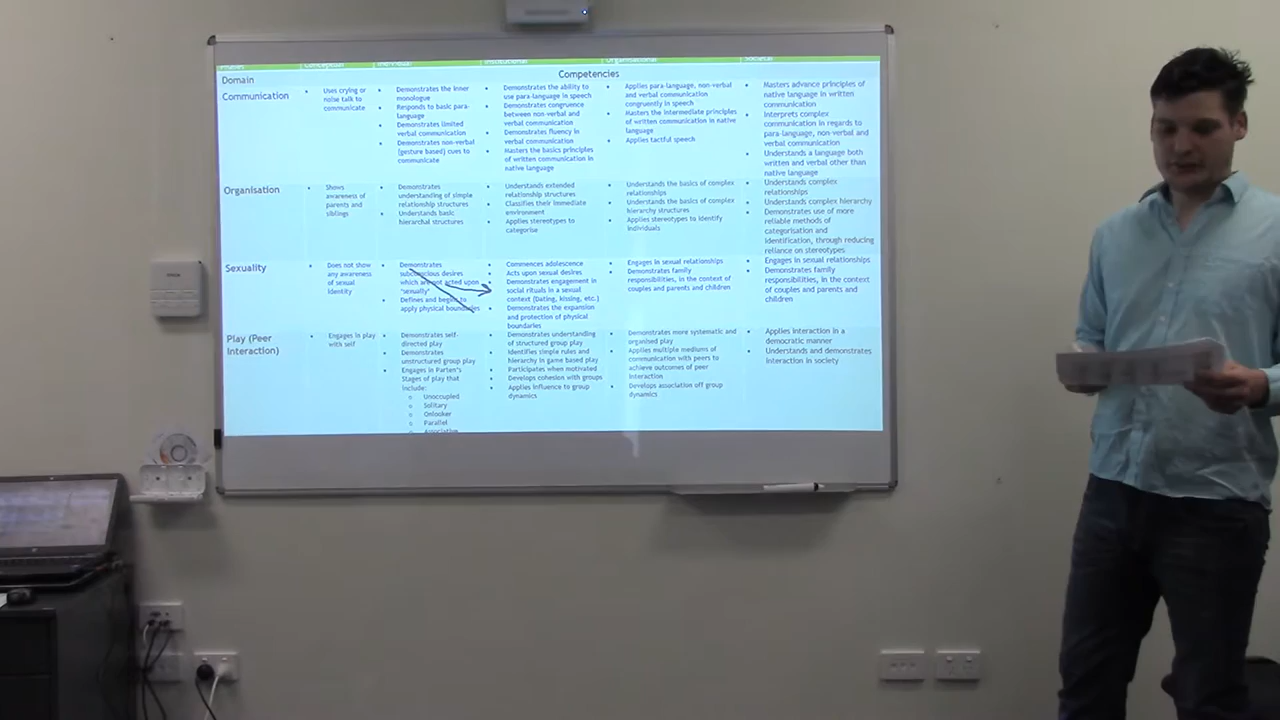 Conception
Individual
Institutional
Organisational
Societal
Domain
Competencies
Communication
Uses crying or
noise talk to
communicate
Demonstrates the inner
monologue
Responds to basic para-
language
Demonstrates limited
verbal communication
Demonstrates non-verbal
(gesture based) cues to
communicate
Demonstrates the ability to
use para-language in speech
Demonstrates congruence
between non-verbal and
verbal communication
Demonstrates fluency in
verbal communication
Masters the basics principles
of written communication in
native language
Applies para-language, non-verbal
and verbal communication
congruently in speech
Masters the intermediate principles
of written communication in native
language
Applies tactful speech
Masters advance principles of
native language in written
communication
Interprets complex
communication in regards to
para-language, non-verbal and
verbal communication
Understands a language both
written and verbal other than
native language
Organisation
Shows
awareness of
parents and
siblings
Demonstrates
understanding of simple
relationship structures
Understands basic
hierarchal structures
Understands extended
relationship structures
Classifies their immediate
environment
Applies stereotypes to
categorise
Understands the basics of complex
relationships
Understands the basics of complex
hierarchy structures
Applies stereotypes to identify
individuals
Understands complex
relationships
Understands complex hierarchy
Demonstrates use of more
reliable methods of
categorisation and
identification, through reducing
reliance on stereotypes
Sexuality
Does not show
any awareness
of sexual
identity
Demonstrates
subconscious desires
which are not acted upon
"sexually"
Defines and begins to
apply physical boundaries
Commences adolescence
Acts upon sexual desires
Demonstrates engagement in
social rituals in a sexual
context (Dating, kissing, etc.)
Demonstrates the expansion
and protection of physical
boundaries
Engages in sexual relationships
Demonstrates family
responsibilities, in the context of
couples and parents and children
Engages in sexual relationships
Demonstrates family
responsibilities, in the context
of couples and parents and
children
Play (Peer
Interaction)
Engages in play
with self
Demonstrates self-
directed play
Demonstrates
unstructured group play
Engages in Parten's
Stages of play that
include:
Unoccupied
Solitary
Onlooker
Parallel
Associative
Demonstrates understanding
of structured group play
Identifies simple rules and
hierarchy in game based play
Participates when motivated
Develops cohesion with groups
Applies influence to group
dynamics
Demonstrates more systematic and
organised play
Applies multiple mediums of
communication with peers to
achieve outcomes of peer
interaction
Develops association off group
dynamics
Applies interaction in a
democratic manner
Understands and demonstrates
interaction in society